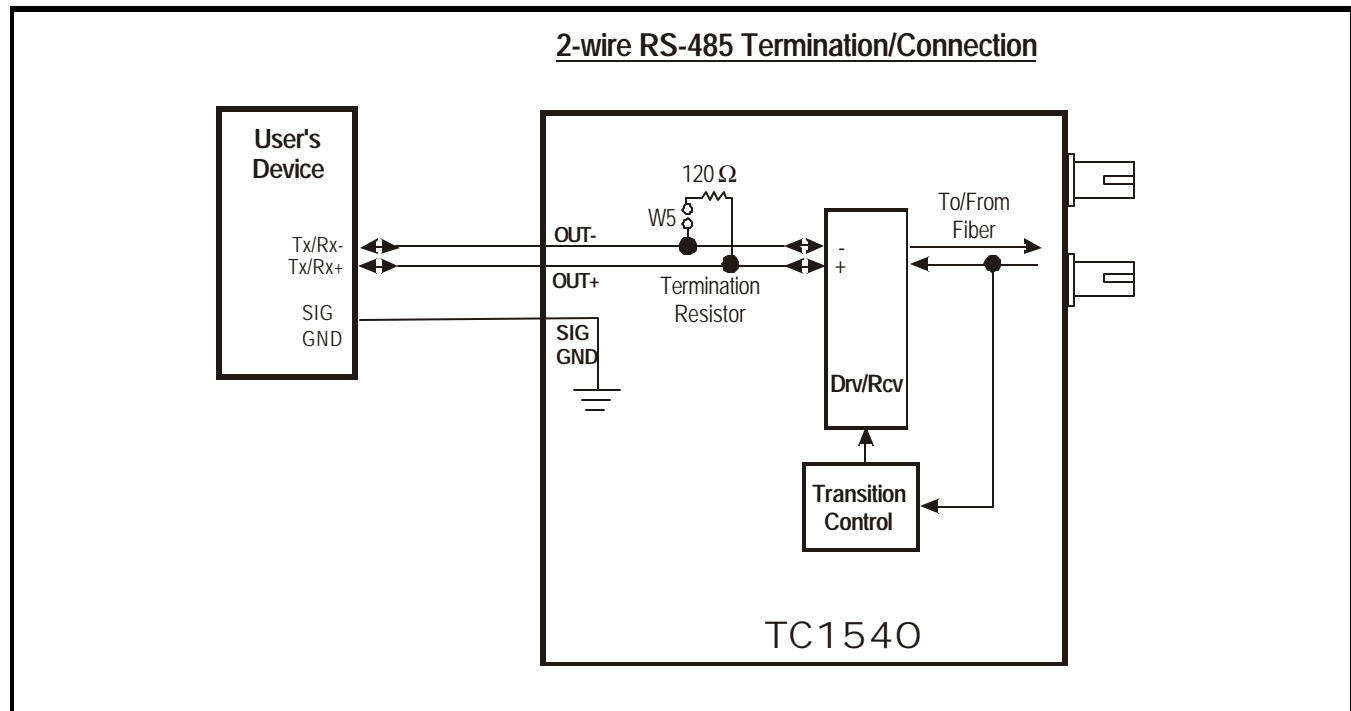 2-wire RS-485 Termination/Connection
User's
Device
Tx/Rx-
Tx/Rx+
SIG
GND
OUT-
OUT+
SIG
GND
120 Ω
W5
Termination
Resistor
-
+
Drv/Rcv
To/From
Fiber
Transition
Control
TC1540